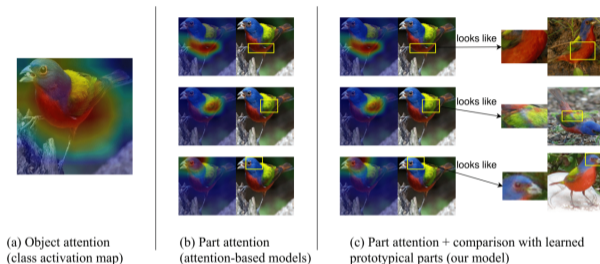 looks like
looks like
looks like
(a) Object attention
(class activation map)
(b) Part attention
(attention-based models)
(c) Part attention + comparison with learned
prototypical parts (our model)